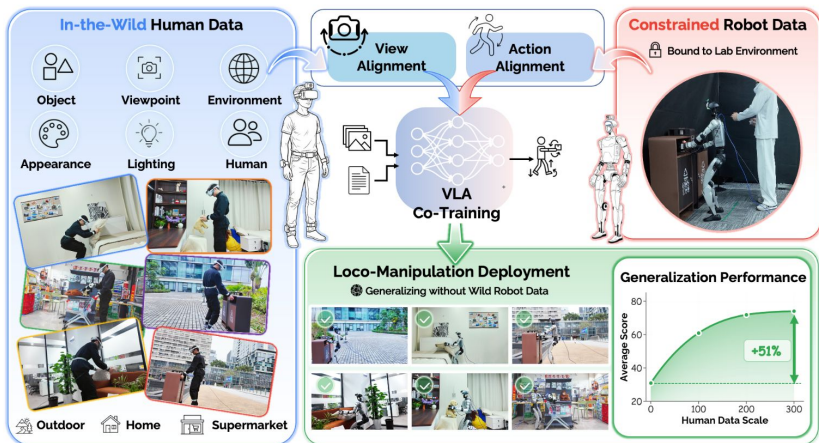 In-the-Wild Human Data
Object
Viewpoint
Environment
Appearance
Lighting
Human
Outdoor
Home
Supermarket
View
Alignment
Action
Alignment
VLA
Co-Training
Constrained Robot Data
Bound to Lab Environment
Loco-Manipulation Deployment
Generalizing without Wild Robot Data
Generalization Performance
Average Score
80
60
40
20
+51%
0
100
200
300
Human Data Scale